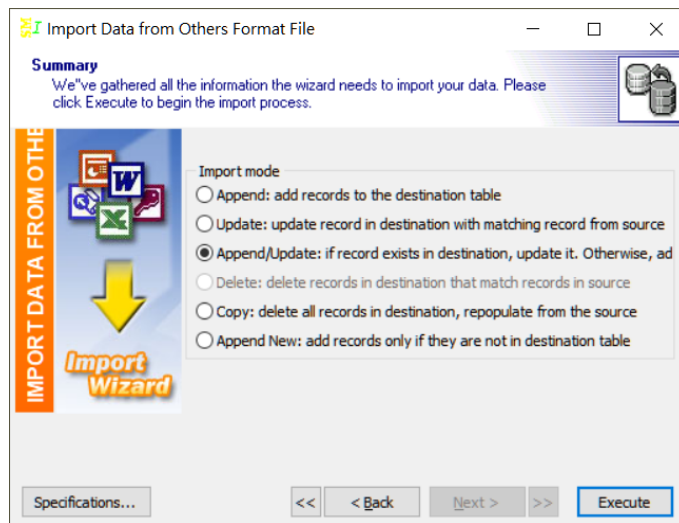 Import Data from Others Format File
Summary
We"ve gathered all the information the wizard needs to import your data. Please
click Execute to begin the import process.
IMPORT DATA FROM OTHE
Import
Wizard
Import mode
Append: add records to the destination table
Update: update record in destination with matching record from source
Append/Update: if record exists in destination, update it. Otherwise, ad
Delete: delete records in destination that match records in source
Copy: delete all records in destination, repopulate from the source
Append New: add records only if they are not in destination table
Specifications...
<<
< Back
Next >
>>
Execute